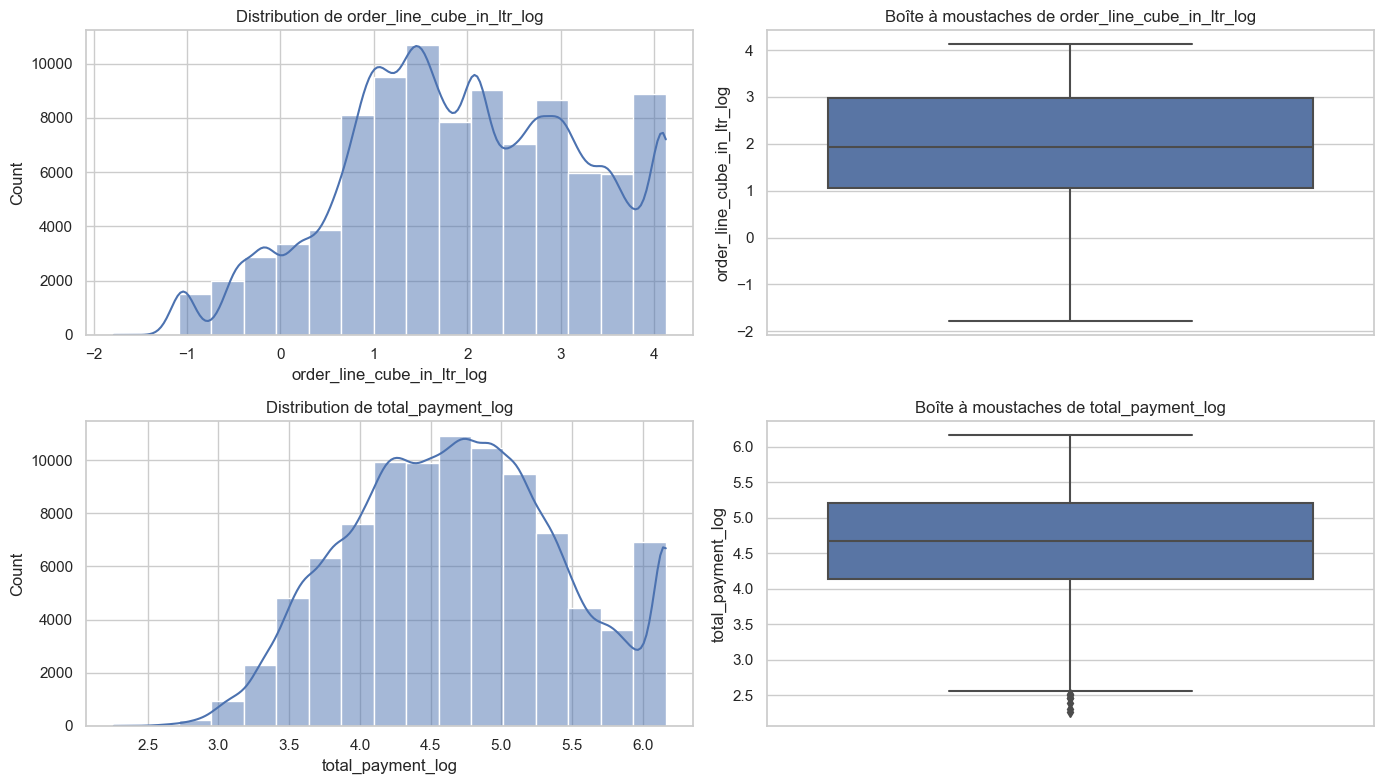 Distribution de order_line_cube_in_ltr_log
Count
10000
8000
6000
4000
2000
0
−2 −1 0 1 2 3 4
order_line_cube_in_ltr_log
Boîte à moustaches de order_line_cube_in_ltr_log
order_line_cube_in_ltr_log
4
3
2
1
0
−1
−2
Distribution de total_payment_log
Count
10000
8000
6000
4000
2000
0
2.5 3.0 3.5 4.0 4.5 5.0 5.5 6.0
total_payment_log
Boîte à moustaches de total_payment_log
total_payment_log
6.0
5.5
5.0
4.5
4.0
3.5
3.0
2.5